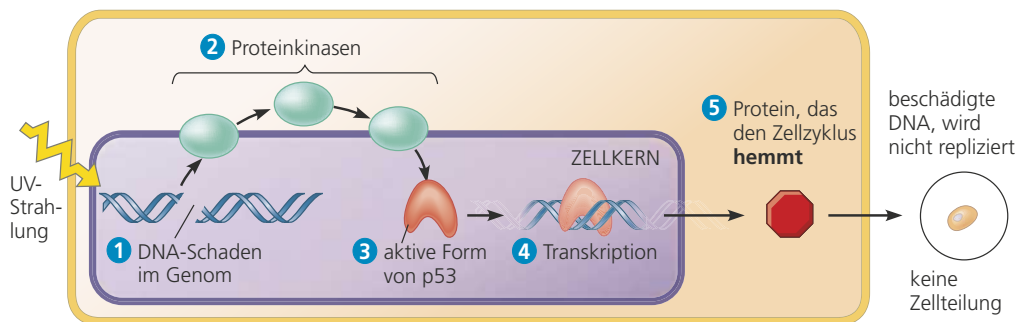 2 Proteinkinasen
5 Protein, das
den Zellzyklus
hemmt
beschädigte
DNA, wird
nicht repliziert
ZELLKERN
UV-
Strah-
lung
1 DNA-Schaden
im Genom
3 aktive Form
von p53
4 Transkription
keine
Zellteilung